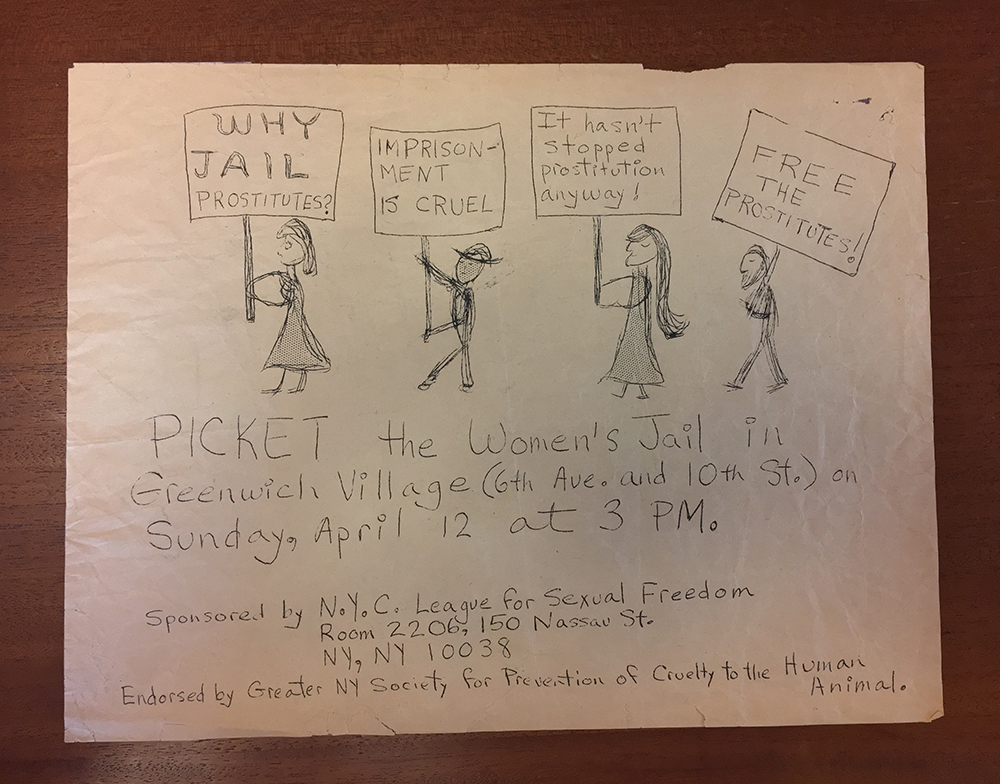 WHY
JAIL
PROSTITUTES?
IMPRISON-
MENT
IS CRUEL
It hasn't
stopped
prostitution
anyway!
FREE
THE
PROSTITUTES!
PICKET the Women's Jail in
Greenwich Village (6th Ave. and 10th St.) on
Sunday, April 12 at 3 PM.
Sponsored by N.Y.C. League for Sexual Freedom
Room 2206, 150 Nassau St.
NY, NY 10038
Endorsed by Greater NY Society for Prevention of Cruelty to the Human
Animal.